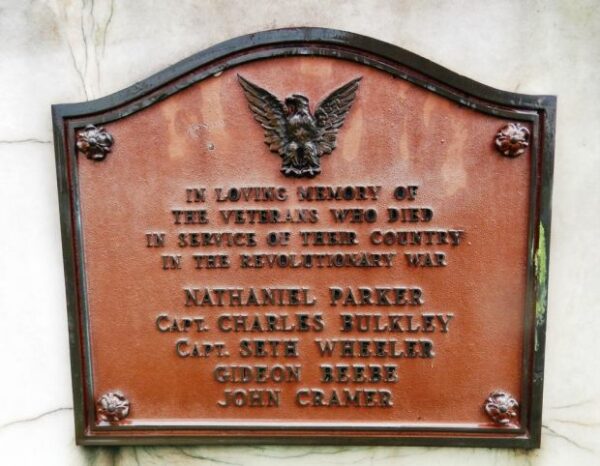 IN LOVING MEMORY OF
THE VETERANS WHO DIED
IN SERVICE OF THEIR COUNTRY
IN THE REVOLUTIONARY WAR
NATHANIEL PARKER
CAPT. CHARLES BULKLEY
CAPT. SETH WHEELER
GIDEON BEEBE
JOHN CRAMER